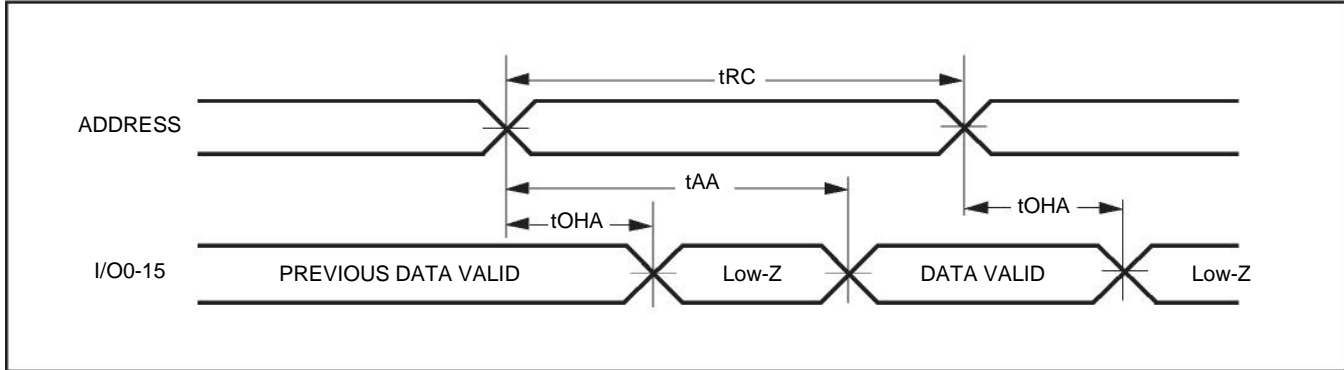 tRC
ADDRESS
tAA
tOHA
tOHA
I/O0-15
PREVIOUS DATA VALID
Low-Z
DATA VALID
Low-Z